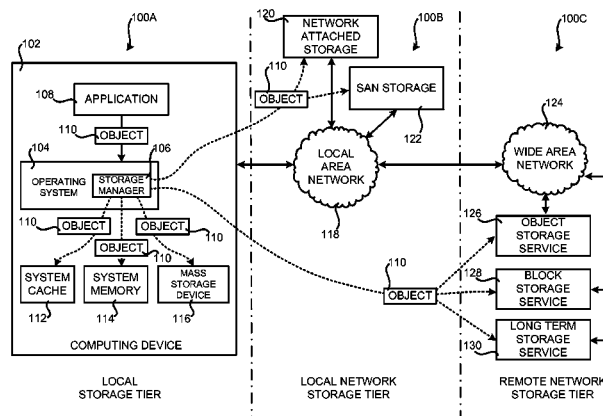 100A
120
NETWORK
ATTACHED
STORAGE
100B
100C
102
110
OBJECT
SAN STORAGE
122
124
108
APPLICATION
110
OBJECT
104
106
OPERATING
SYSTEM
STORAGE
MANAGER
LOCAL
AREA
NETWORK
118
WIDE AREA
NETWORK
110
OBJECT
OBJECT
110
OBJECT
110
126
OBJECT
STORAGE
SERVICE
SYSTEM
CACHE
112
SYSTEM
MEMORY
114
MASS
STORAGE
DEVICE
116
110
OBJECT
128
BLOCK
STORAGE
SERVICE
COMPUTING DEVICE
130
LONG TERM
STORAGE
SERVICE
LOCAL
STORAGE TIER
LOCAL NETWORK
STORAGE TIER
REMOTE NETWORK
STORAGE TIER